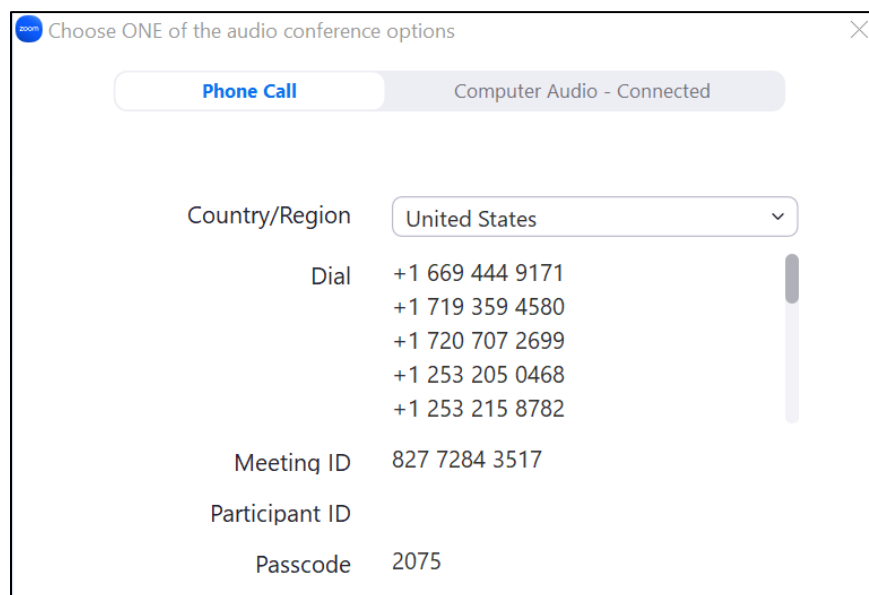 zoom Choose ONE of the audio conference options
Phone Call Computer Audio - Connected
Country/Region United States
Dial +1 669 444 9171
+1 719 359 4580
+1 720 707 2699
+1 253 205 0468
+1 253 215 8782
Meeting ID 827 7284 3517
Participant ID
Passcode 2075